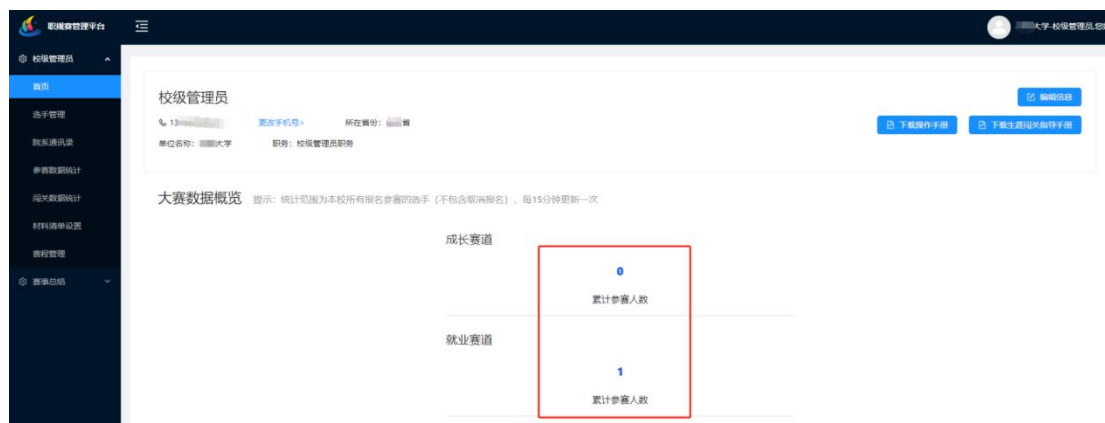 职规赛管理平台
大学-校级管理员,您
校级管理员
首页
选手管理
院系通讯录
参赛数据统计
闯关数据统计
材料清单设置
赛程管理
赛事总结
校级管理员
编辑信息
13 更改手机号> 所在省份: 省
下载操作手册 下载生涯闯关指导手册
单位名称: 大学 职务: 校级管理员职务
大赛数据概览 提示: 统计范围为本校所有报名参赛的选手（不包含取消报名）, 每15分钟更新一次
成长赛道
0
累计参赛人数
就业赛道
1
累计参赛人数